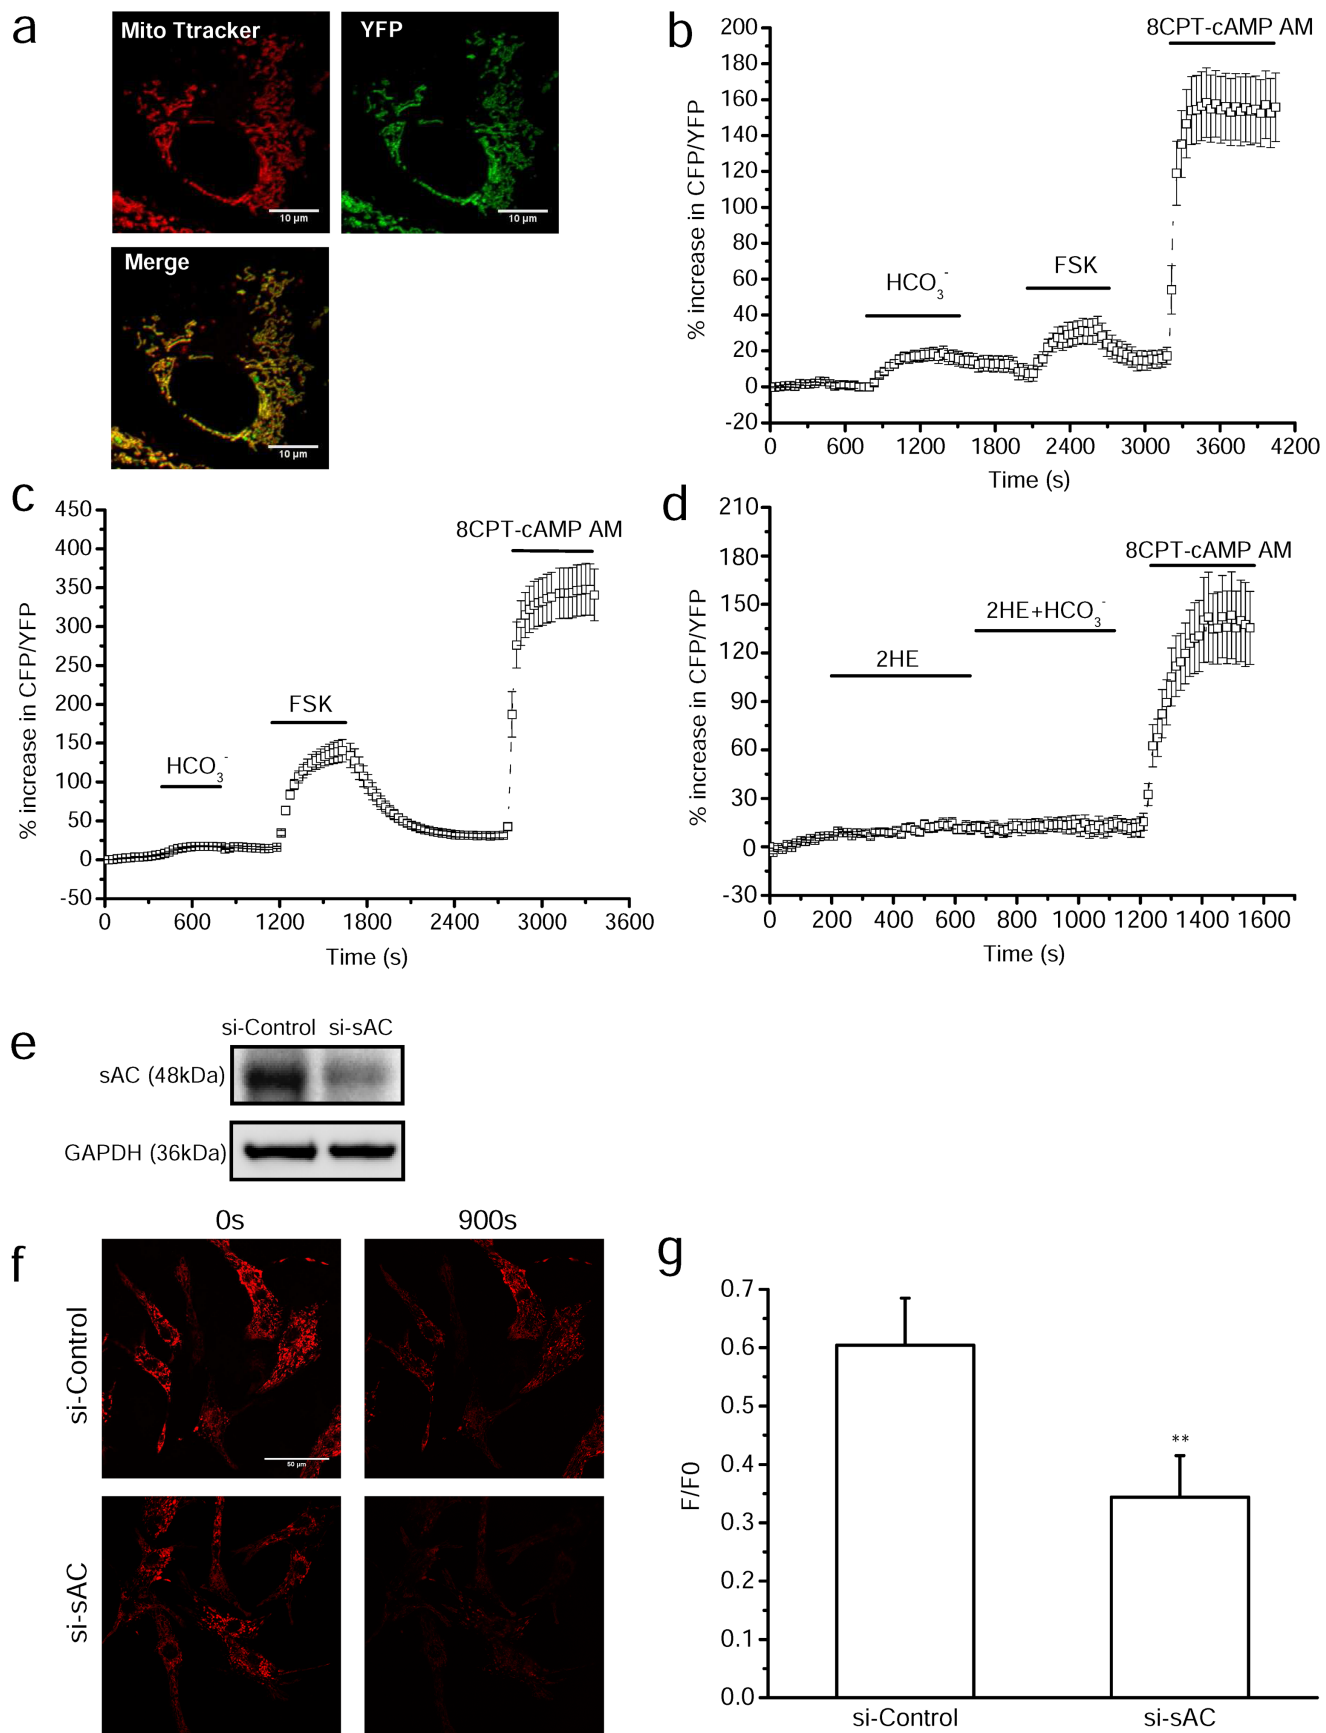 a
Mito Ttracker
YFP
10 µm
10 µm
Merge
10 µm
b
8CPT-cAMP AM
FSK
HCO3-
% increase in CFP/YFP
200
180
160
140
120
100
80
60
40
20
0
-20
0 600 1200 1800 2400 3000 3600 4200
Time (s)
c
8CPT-cAMP AM
FSK
HCO3-
% increase in CFP/YFP
450
400
350
300
250
200
150
100
50
0
-50
0 600 1200 1800 2400 3000 3600
Time (s)
d
8CPT-cAMP AM
2HE+HCO3-
2HE
% increase in CFP/YFP
210
180
150
120
90
60
30
0
-30
0 200 400 600 800 1000 1200 1400 1600
Time (s)
e
si-Control si-sAC
sAC (48kDa)
GAPDH (36kDa)
f
0s 900s
si-Control
50 µm
si-sAC
g
F/F0
0.7
0.6
0.5
0.4
0.3
0.2
0.1
0.0
**
si-Control si-sAC